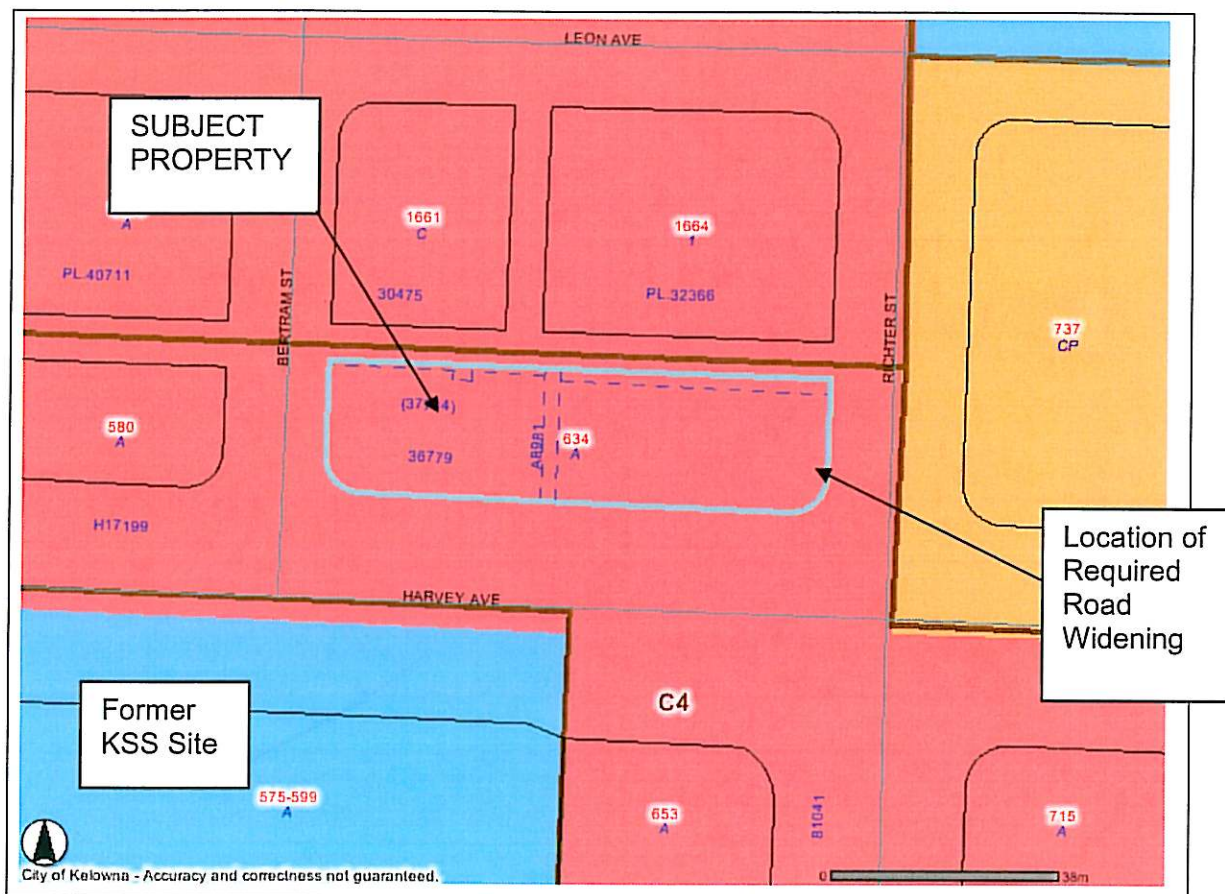 LEON AVE
SUBJECT
PROPERTY
A
1661
C
1664
1
PL.40711
30475
PL.32366
BERTRAM ST
RICHTER ST
737
CP
580
A
36779
A8981
634
A
H17199
Location of
Required
Road
Widening
HARVEY AVE
Former
KSS Site
C4
575-599
A
653
A
B1041
715
A
City of Kelowna - Accuracy and correctness not guaranteed.
0
38m